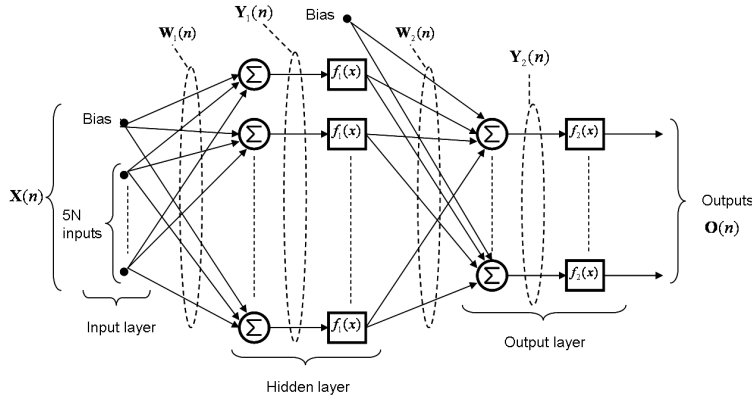 Y₁(n)
Bias
W₁(n)
W₂(n)
Y₂(n)
Σ
f₁(x)
Bias
Σ
f₁(x)
Σ
f₂(x)
X(n)
5N
inputs
Outputs
O(n)
Σ
f₂(x)
Σ
f₁(x)
Input layer
Output layer
Hidden layer